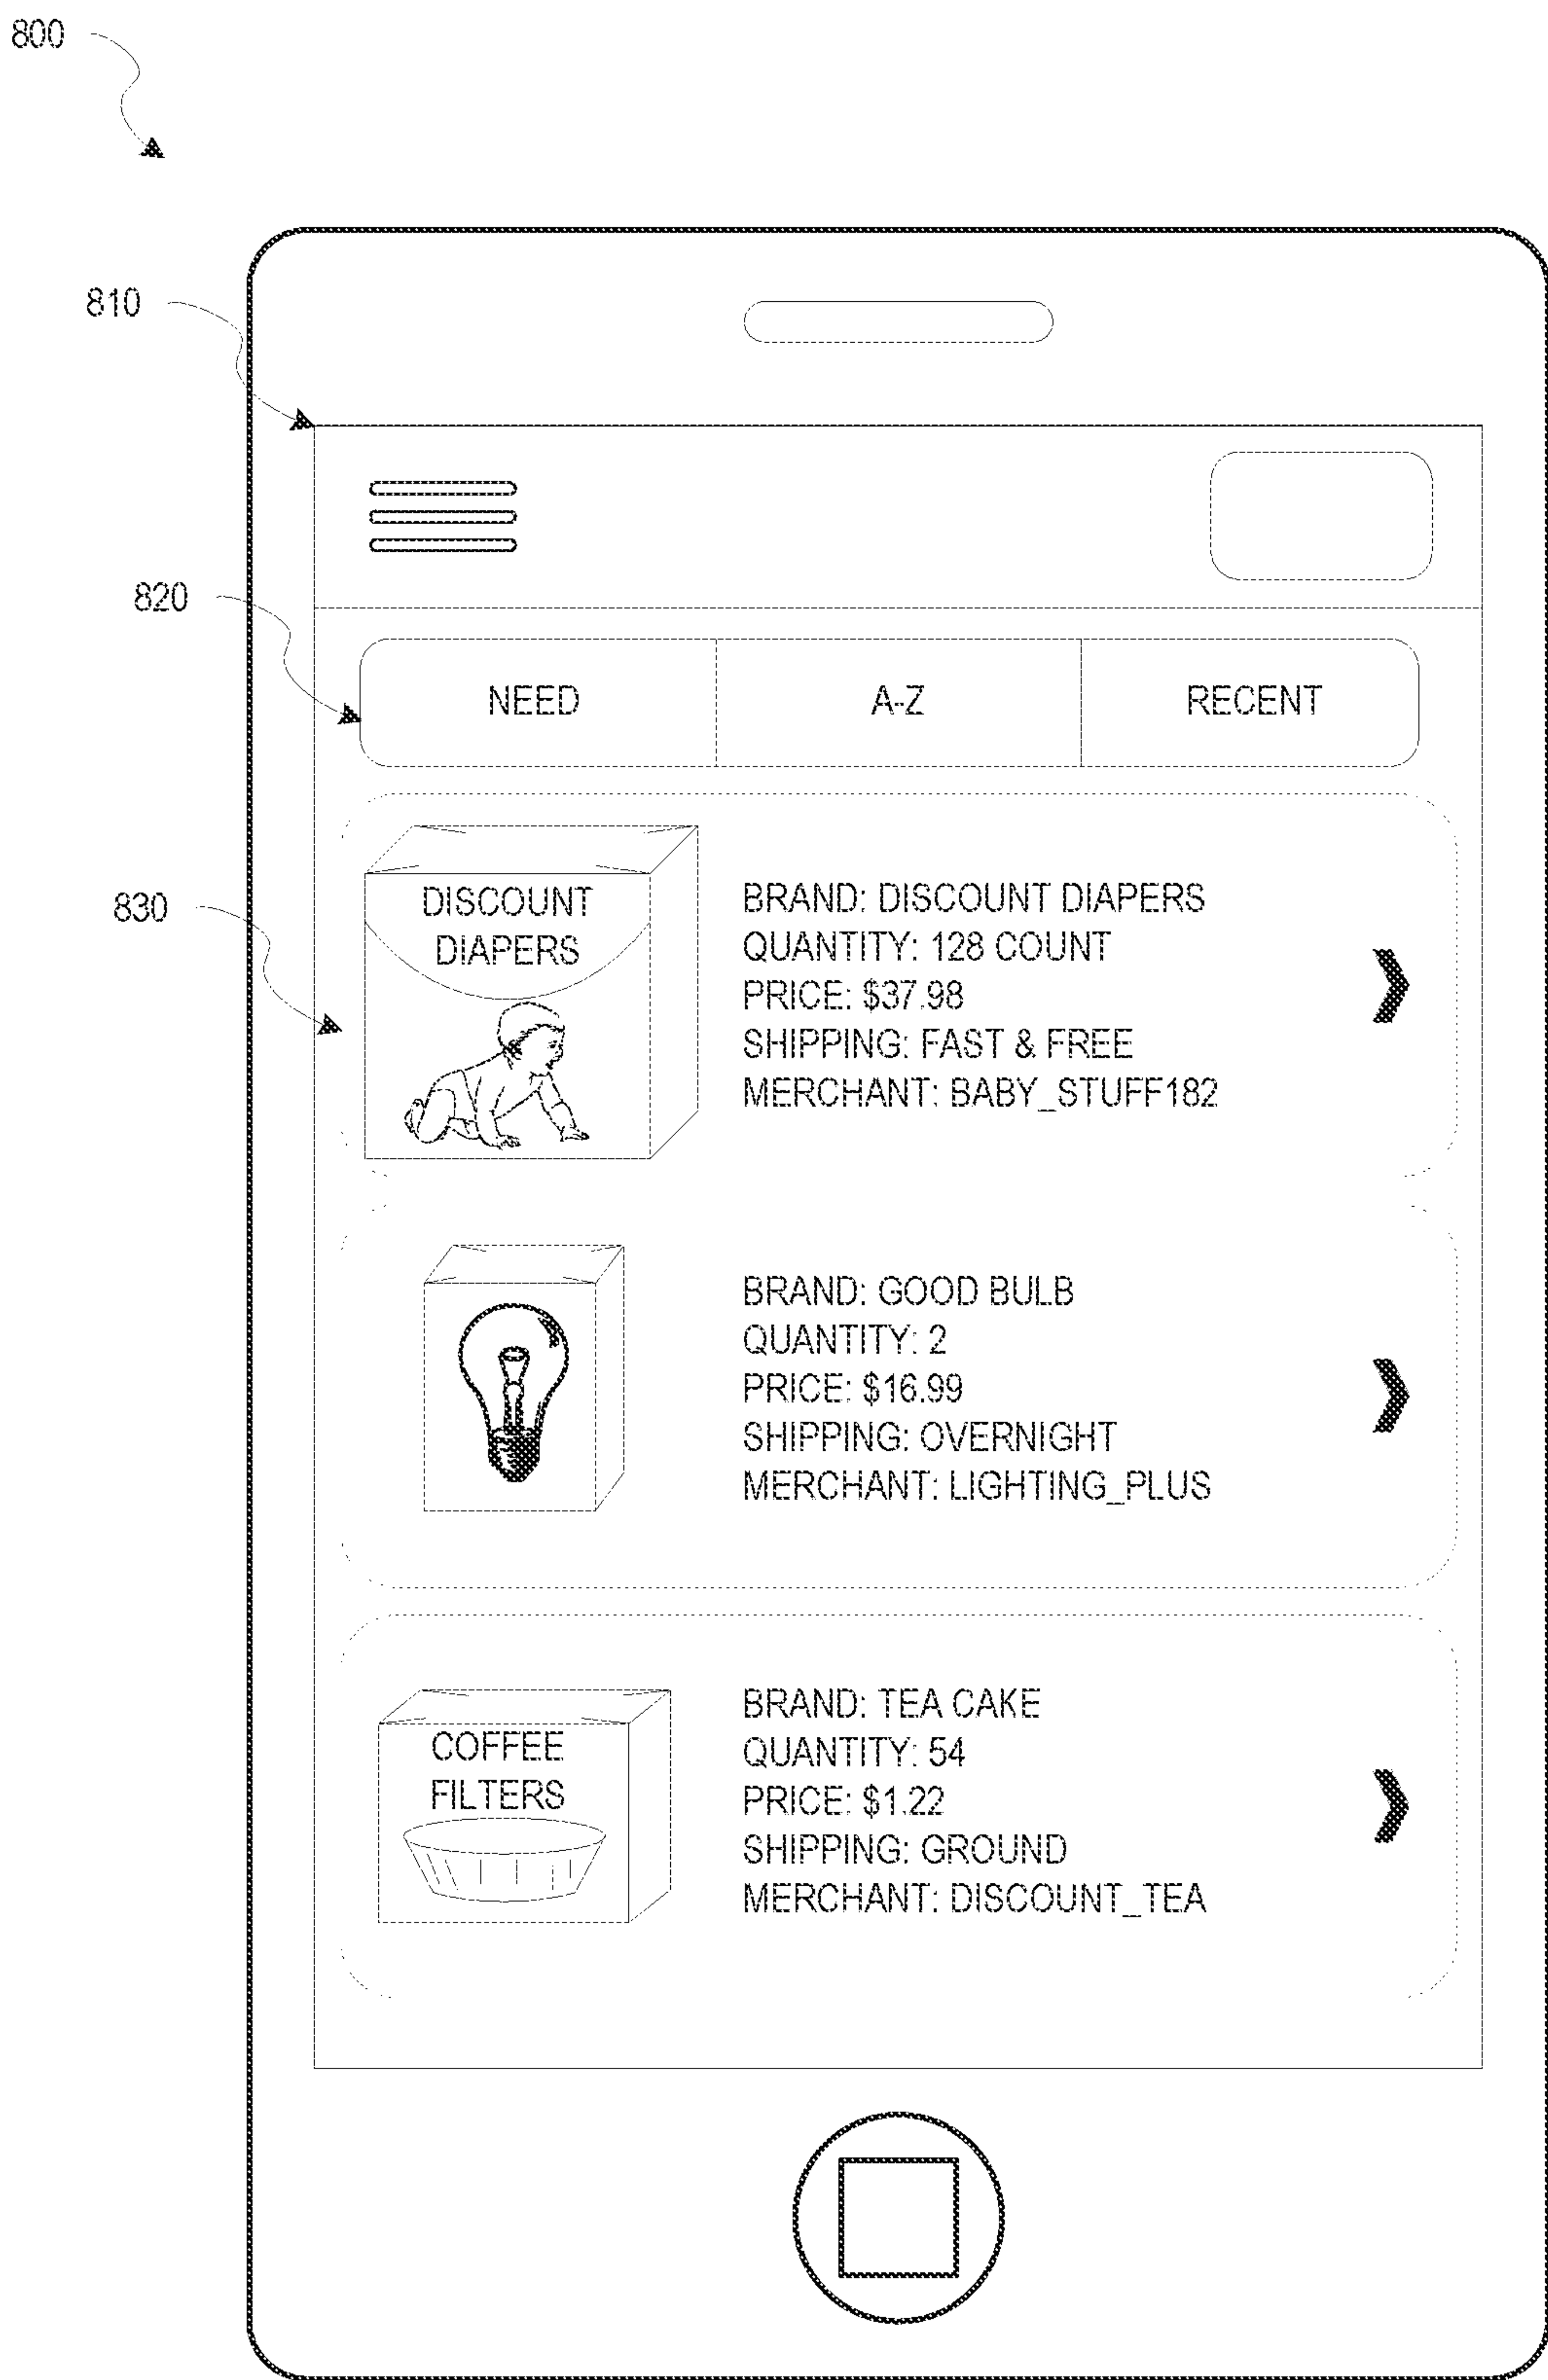 800
810
820
NEED
A-Z
RECENT
830
DISCOUNT
DIAPERS
BRAND: DISCOUNT DIAPERS
QUANTITY: 128 COUNT
PRICE: $37.98
SHIPPING: FAST & FREE
MERCHANT: BABY_STUFF182
BRAND: GOOD BULB
QUANTITY: 2
PRICE: $16.99
SHIPPING: OVERNIGHT
MERCHANT: LIGHTING_PLUS
COFFEE
FILTERS
BRAND: TEA CAKE
QUANTITY: 54
PRICE: $1.22
SHIPPING: GROUND
MERCHANT: DISCOUNT_TEA